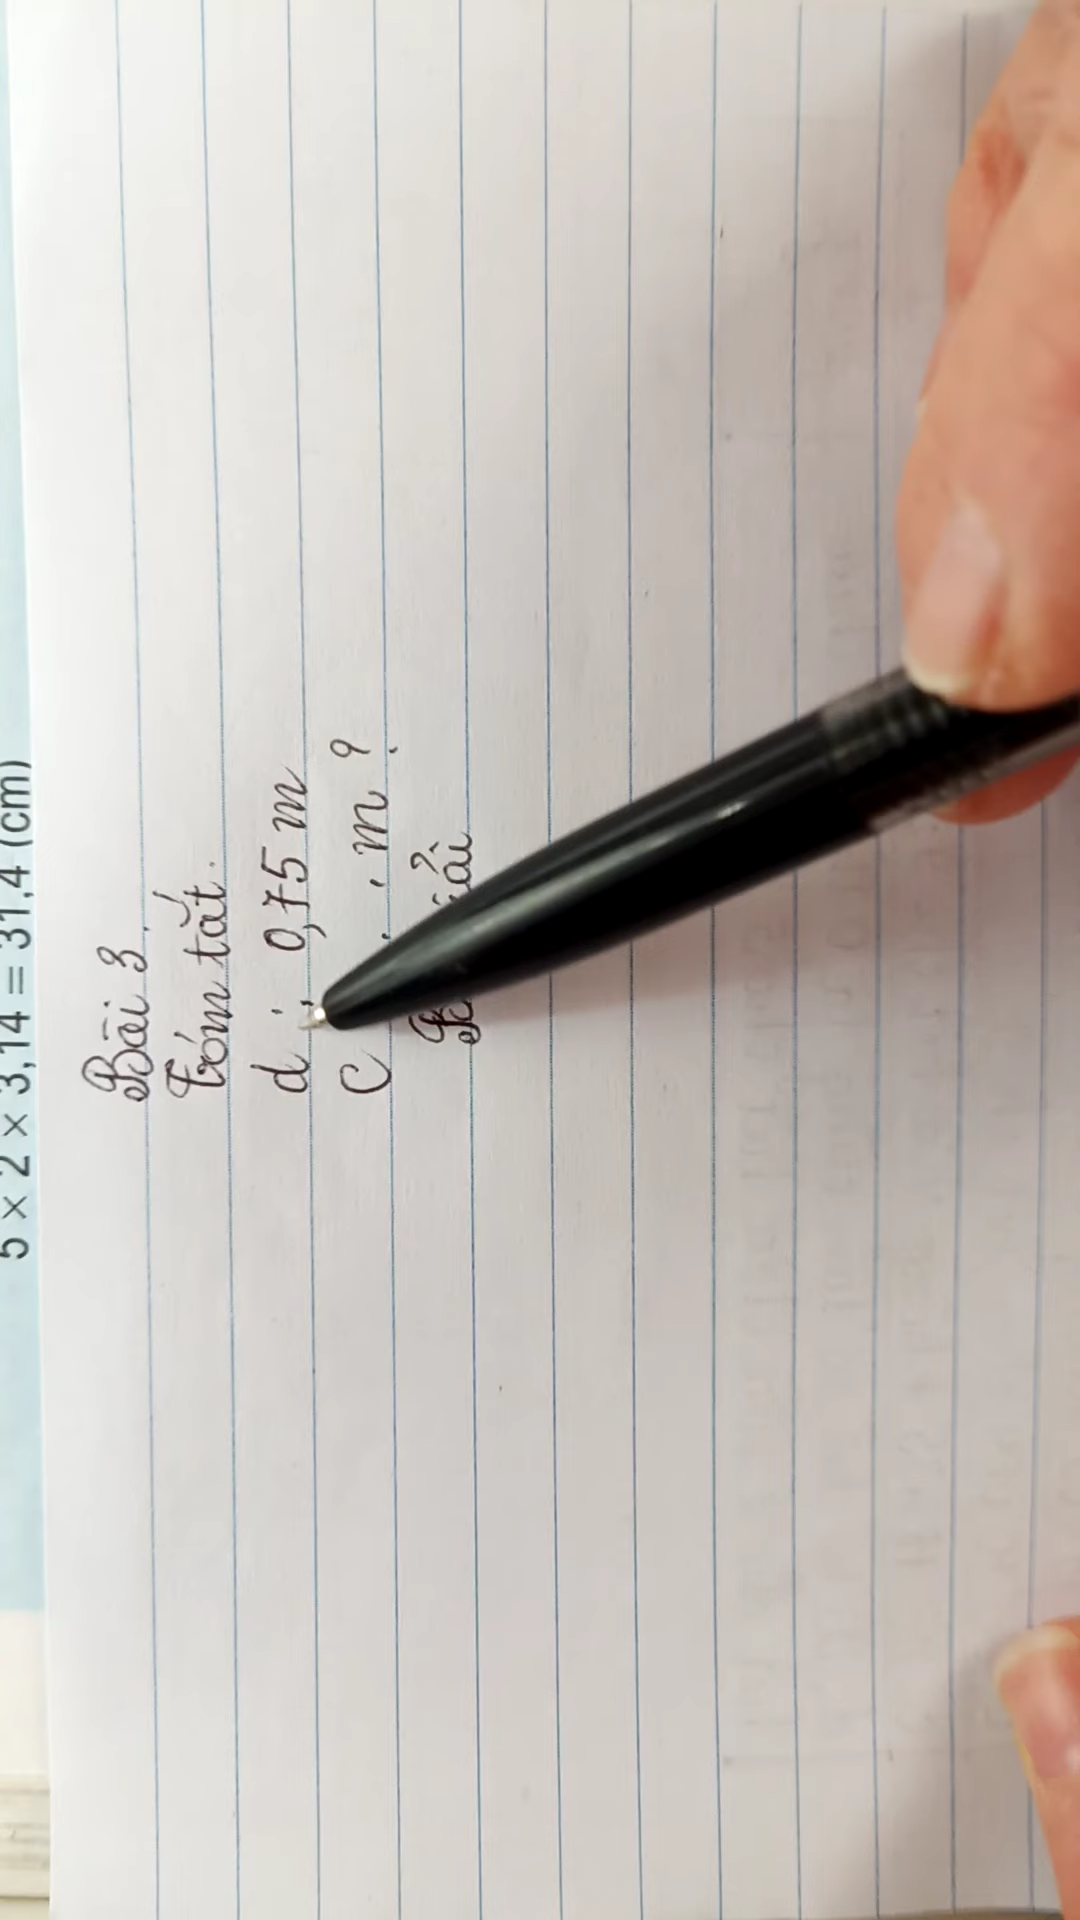 5 × 2 × 3,14 = 31,4 (cm)
Bài 3.
Tóm tắt.
d : 0,75 m
C . . m ?